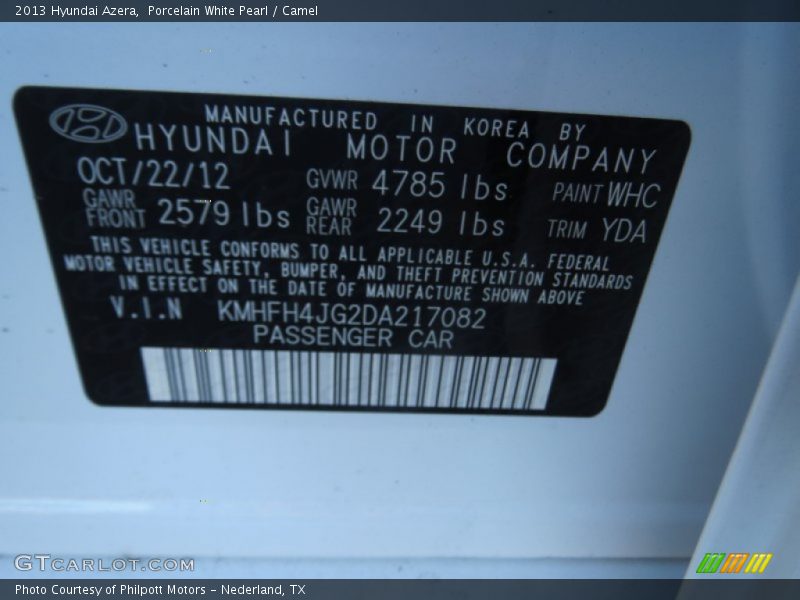 2013 Hyundai Azera, Porcelain White Pearl / Camel
MANUFACTURED IN KOREA BY
HYUNDAI MOTOR COMPANY
OCT/22/12 GVWR 4785 lbs PAINT WHC
GAWR FRONT 2579 lbs GAWR REAR 2249 lbs TRIM YDA
THIS VEHICLE CONFORMS TO ALL APPLICABLE U.S.A. FEDERAL
MOTOR VEHICLE SAFETY, BUMPER, AND THEFT PREVENTION STANDARDS
IN EFFECT ON THE DATE OF MANUFACTURE SHOWN ABOVE
V.I.N KMHFH4JG2DA217082
PASSENGER CAR
GTCARLOT.COM
Photo Courtesy of Philpott Motors - Nederland, TX